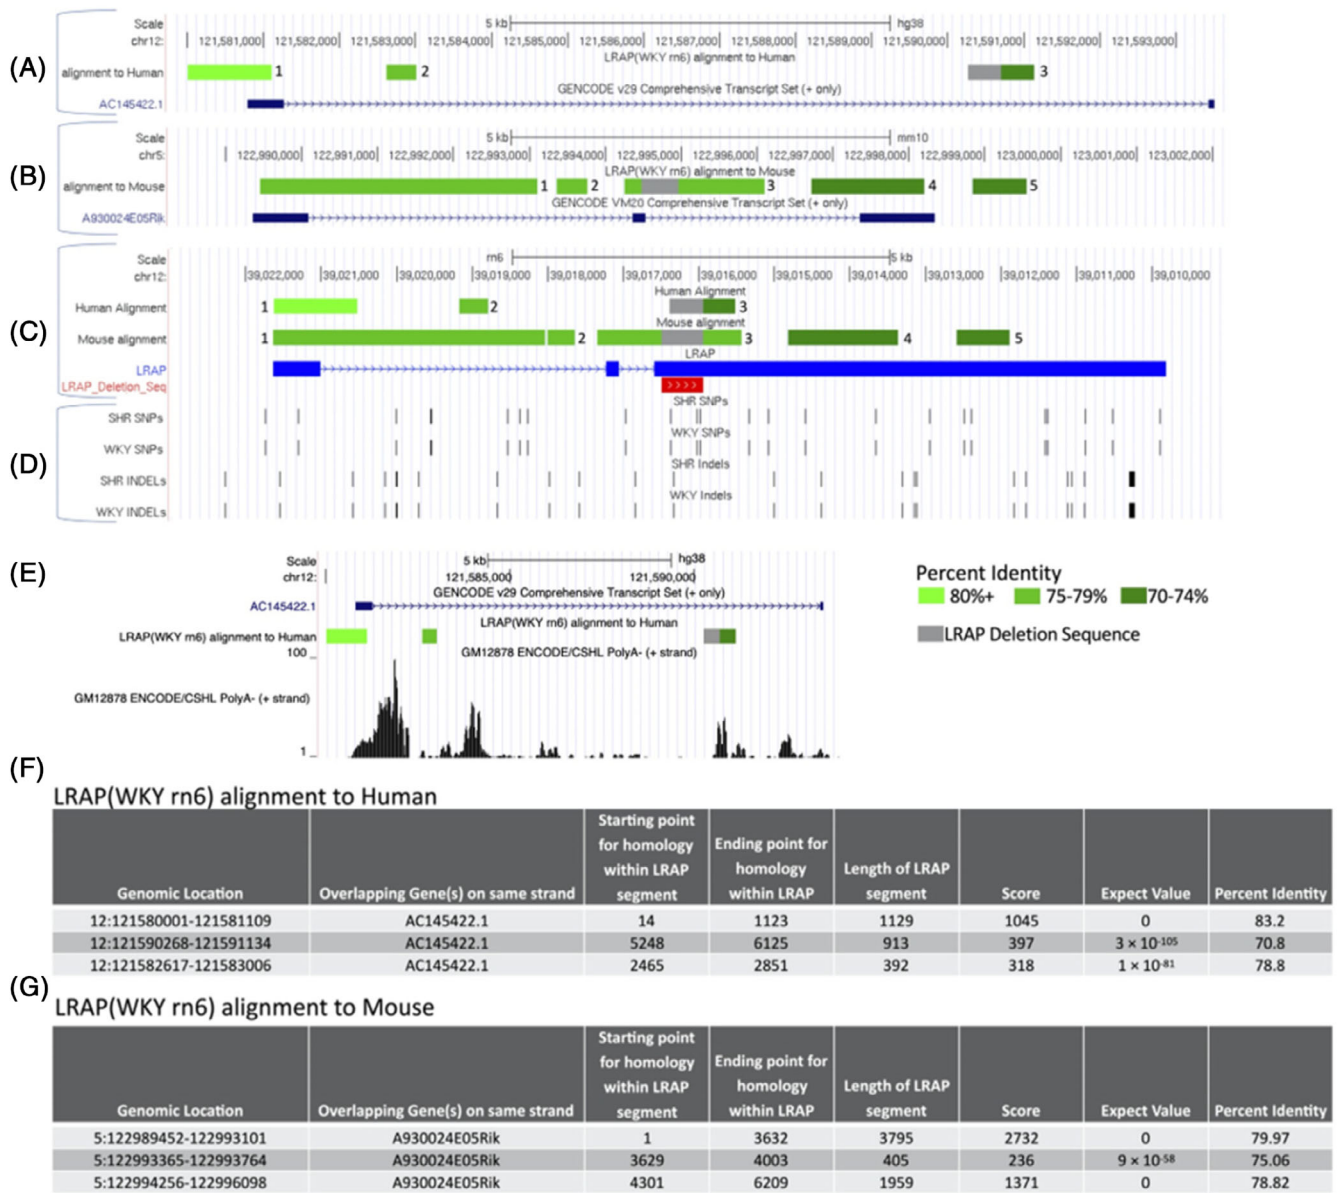 (A)
Scale 5 kb hg38
chr12: 121,581,000 121,582,000 121,583,000 121,584,000 121,585,000 121,586,000 121,587,000 121,588,000 121,589,000 121,590,000 121,591,000 121,592,000 121,593,000
LRAP(WKY rn6) alignment to Human
alignment to Human 1 2 3
GENCODE v29 Comprehensive Transcript Set (+ only)
AC145422.1
(B)
Scale 5 kb mm10
chr5: 122,990,000 122,991,000 122,992,000 122,993,000 122,994,000 122,995,000 122,996,000 122,997,000 122,998,000 122,999,000 123,000,000 123,001,000 123,002,000
LRAP(WKY rn6) alignment to Mouse
alignment to Mouse 1 2 3 4 5
GENCODE VM20 Comprehensive Transcript Set (+ only)
A930024E05Rik
(C)
Scale rn6 5 kb
chr12: 39,022,000 39,021,000 39,020,000 39,019,000 39,018,000 39,017,000 39,016,000 39,015,000 39,014,000 39,013,000 39,012,000 39,011,000 39,010,000
Human Alignment
Human Alignment 1 2 3
Mouse alignment
Mouse alignment 1 2 3 4 5
LRAP
LRAP
LRAP_Deletion_Seq
(D)
SHR SNPs
SHR SNPs
WKY SNPs
WKY SNPs
SHR Indels
SHR INDELs
WKY Indels
WKY INDELs
(E)
Scale 5 kb hg38
chr12: 121,585,000 121,590,000
GENCODE v29 Comprehensive Transcript Set (+ only)
AC145422.1
LRAP(WKY rn6) alignment to Human
LRAP(WKY rn6) alignment to Human
100
GM12878 ENCODE/CSHL PolyA- (+ strand)
GM12878 ENCODE/CSHL PolyA- (+ strand)
1
Percent Identity
80%+ 75-79% 70-74%
LRAP Deletion Sequence
(F)
LRAP(WKY rn6) alignment to Human
Genomic Location Overlapping Gene(s) on same strand Starting point for homology within LRAP segment Ending point for homology within LRAP Length of LRAP segment Score Expect Value Percent Identity
12:121580001-121581109 AC145422.1 14 1123 1129 1045 0 83.2
12:121590268-121591134 AC145422.1 5248 6125 913 397 3 × 10-105 70.8
12:121582617-121583006 AC145422.1 2465 2851 392 318 1 × 10-81 78.8
(G)
LRAP(WKY rn6) alignment to Mouse
Genomic Location Overlapping Gene(s) on same strand Starting point for homology within LRAP segment Ending point for homology within LRAP Length of LRAP segment Score Expect Value Percent Identity
5:122989452-122993101 A930024E05Rik 1 3632 3795 2732 0 79.97
5:122993365-122993764 A930024E05Rik 3629 4003 405 236 9 × 10-58 75.06
5:122994256-122996098 A930024E05Rik 4301 6209 1959 1371 0 78.82